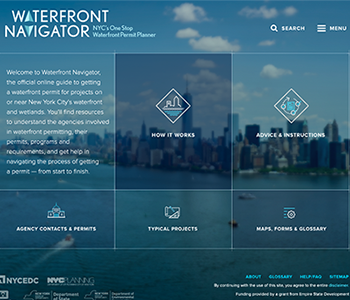 WATERFRONT
NAVIGATOR
NYC's One Stop
Waterfront Permit Planner
SEARCH
MENU
Welcome to Waterfront Navigator,
the official online guide to getting
a waterfront permit for projects on
or near New York City's waterfront
and wetlands. You'll find resources
to understand the agencies involved
in waterfront permitting, their
permits, programs and
requirements, and get help in
navigating the process of getting
a permit — from start to finish.
HOW IT WORKS
ADVICE & INSTRUCTIONS
AGENCY CONTACTS & PERMITS
TYPICAL PROJECTS
MAPS, FORMS & GLOSSARY
ABOUT GLOSSARY HELP/FAQ SITEMAP
By continuing with the use of this site, you agree to the entire disclaimer.
Funding provided by a grant from Empire State Development
NYCEDC
NYC PLANNING
Department of State
Department of